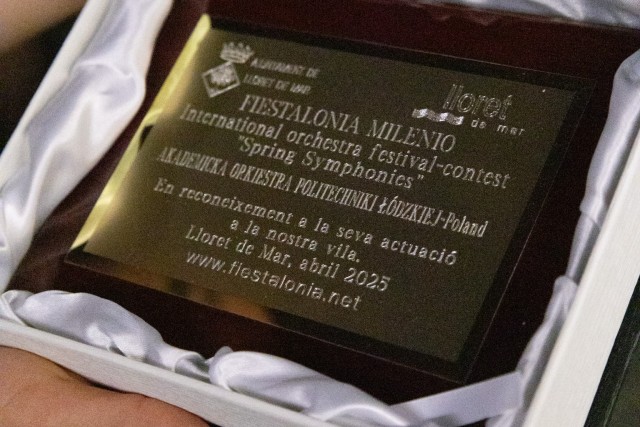 AJUNTAMENT DE
LLORET DE MAR
lloret
de mar
FIESTALONIA MILENIO
International orchestra festival-contest
"Spring Symphonies"
AKADEMICKA ORKIESTRA POLITECHNIKI ŁÓDZKIEJ-Poland
En reconeixement a la seva actuació
a la nostra vila.
Lloret de Mar, abril 2025
www.fiestalonia.net